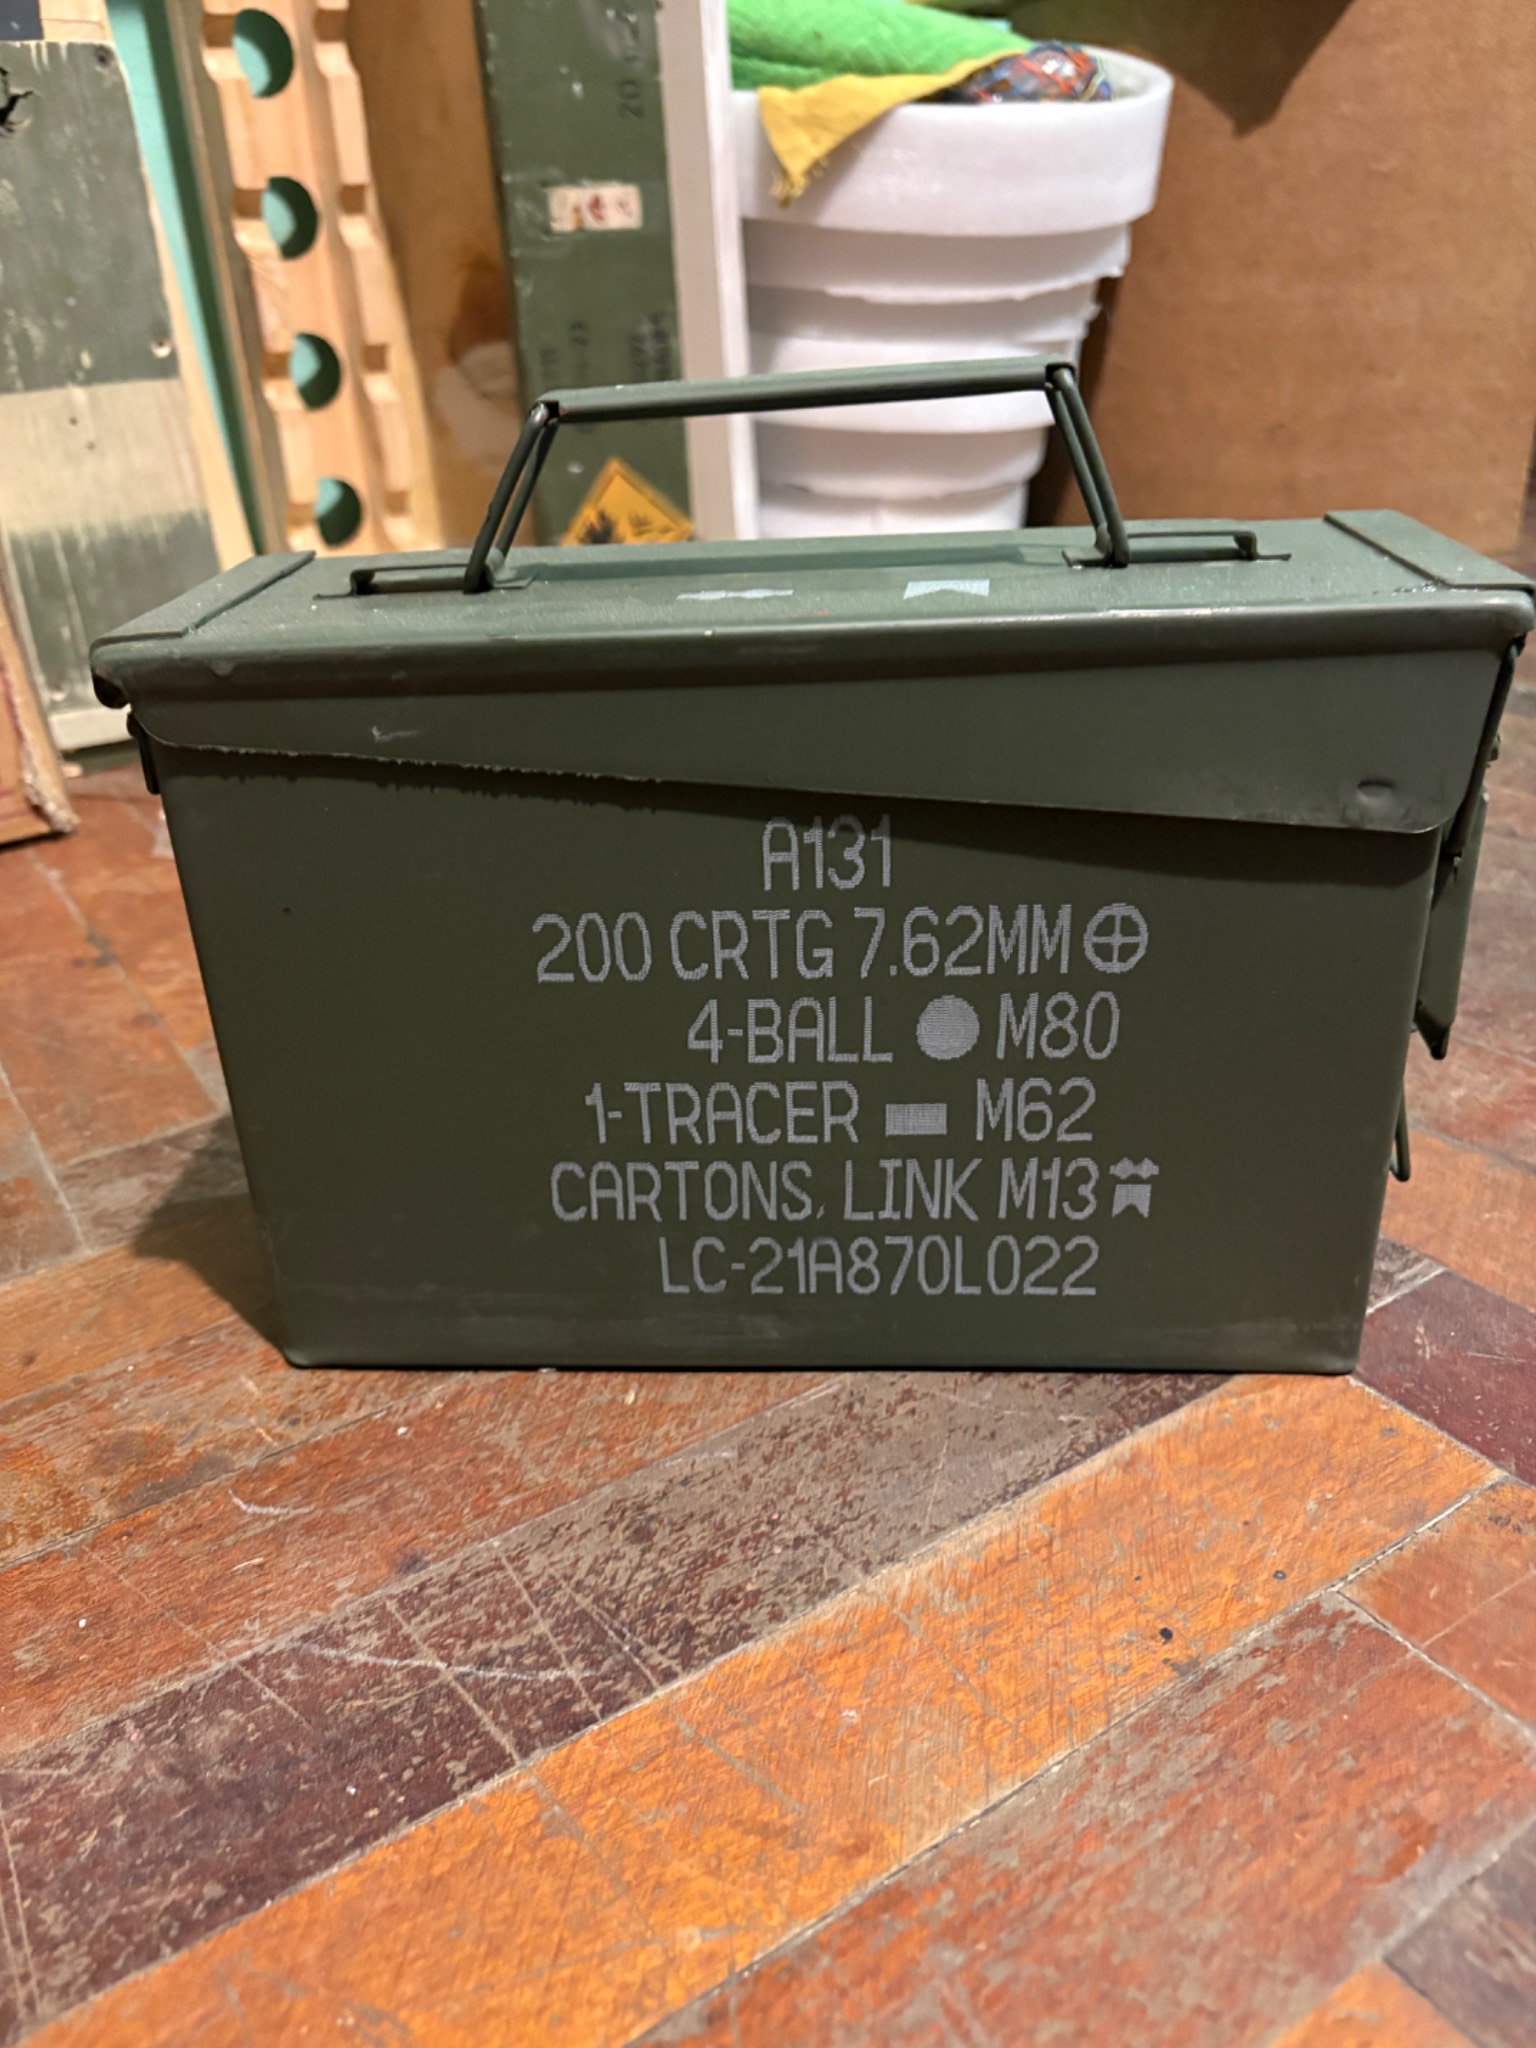 A131
200 CRTG 7.62MM
4-BALL M80
1-TRACER M62
CARTONS, LINK M13
LC-21A870L022